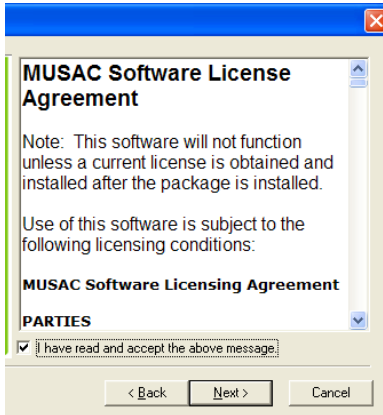 MUSAC Software License
Agreement
Note:  This software will not function
unless a current license is obtained and
installed after the package is installed.
Use of this software is subject to the
following licensing conditions:
MUSAC Software Licensing Agreement
PARTIES
I have read and accept the above message.
< Back
Next >
Cancel